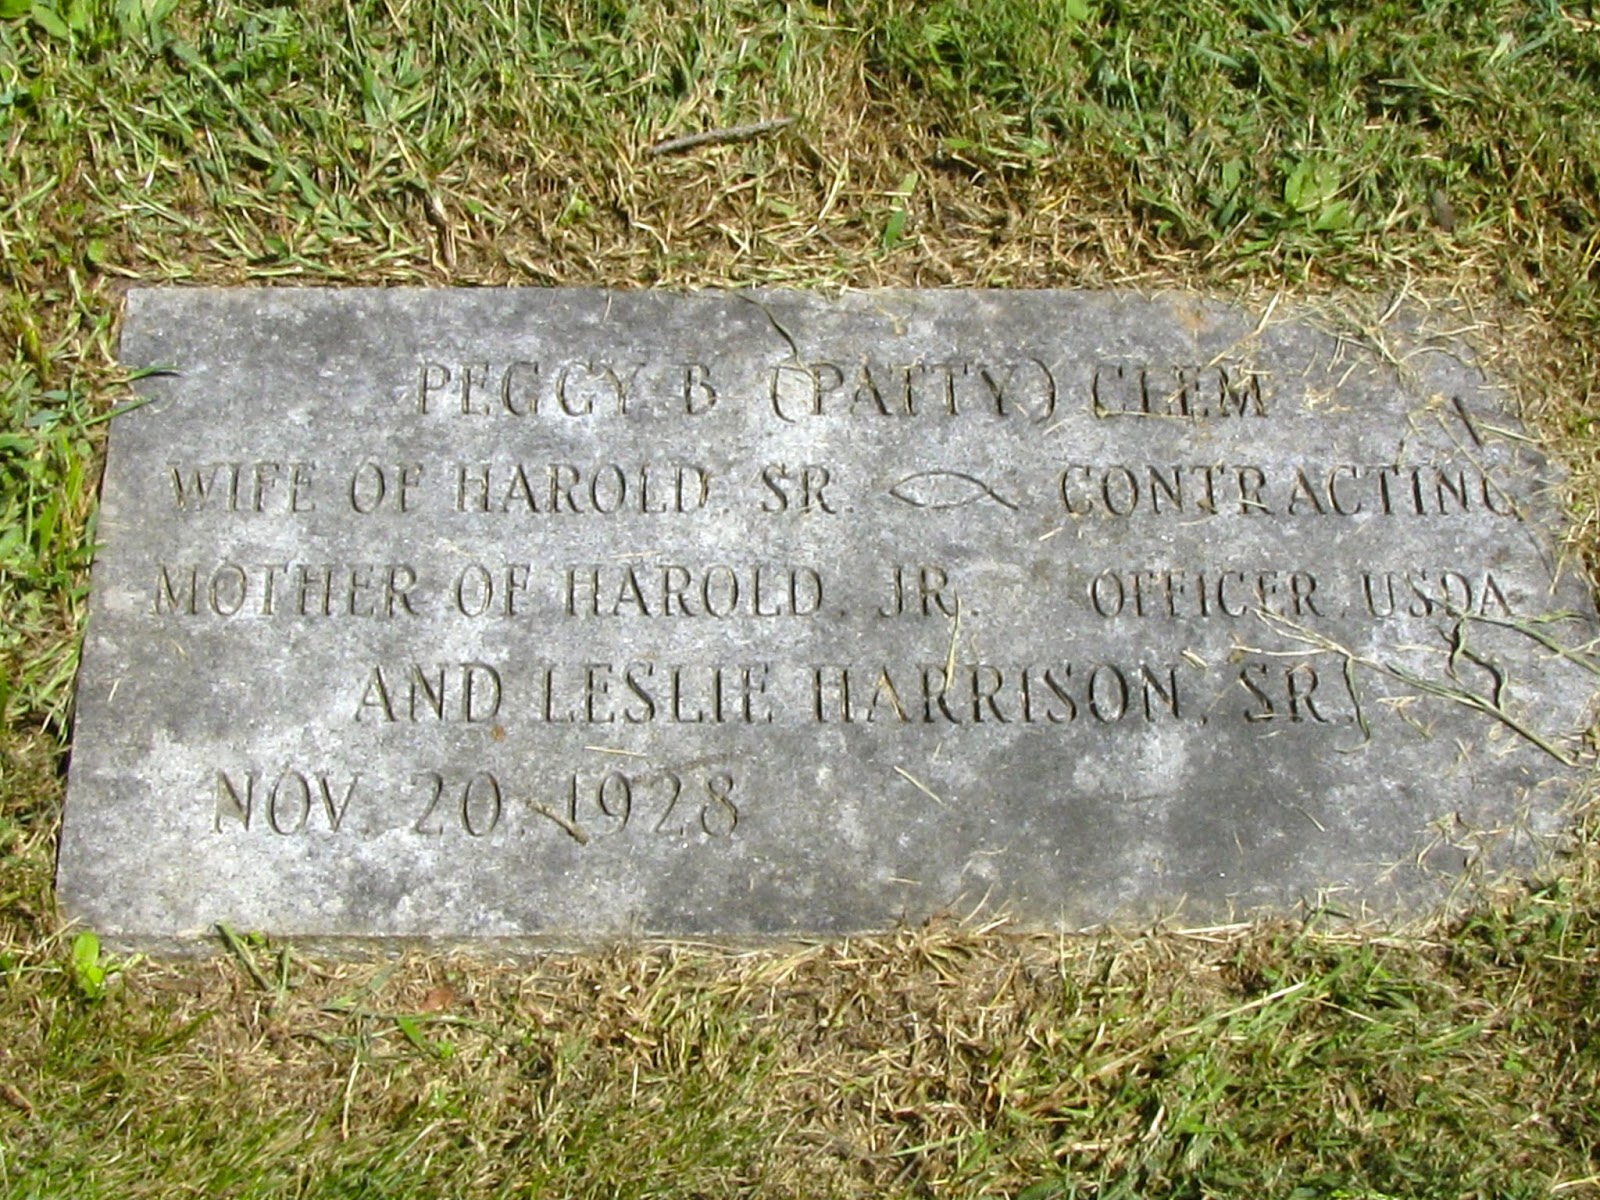 PEGGY B. (PATTY) CLEM
WIFE OF HAROLD, SR. CONTRACTING
MOTHER OF HAROLD, JR. OFFICER, USDA
AND LESLIE HARRISON, SR.
NOV. 20, 1928